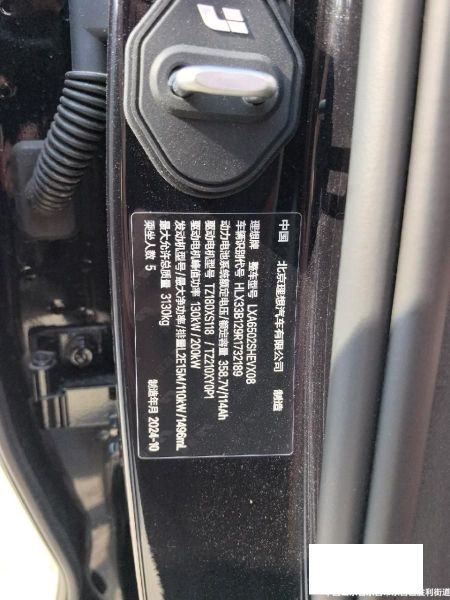 中国 北京理想汽车有限公司 制造
理想牌 整车型号 LXA6502SHEVX08
车辆识别代号 HLX33B129R1732189
动力电池系统额定电压/额定容量 358.7V/114Ah
驱动电机型号 TZ180XS118 / TZ210XY0P1
驱动电机峰值功率 130kW / 200kW
发动机型号/最大净功率/排量 L2E15M/110kW/1496mL
最大允许总质量 3130kg
乘坐人数 5 制造年月 2024-10